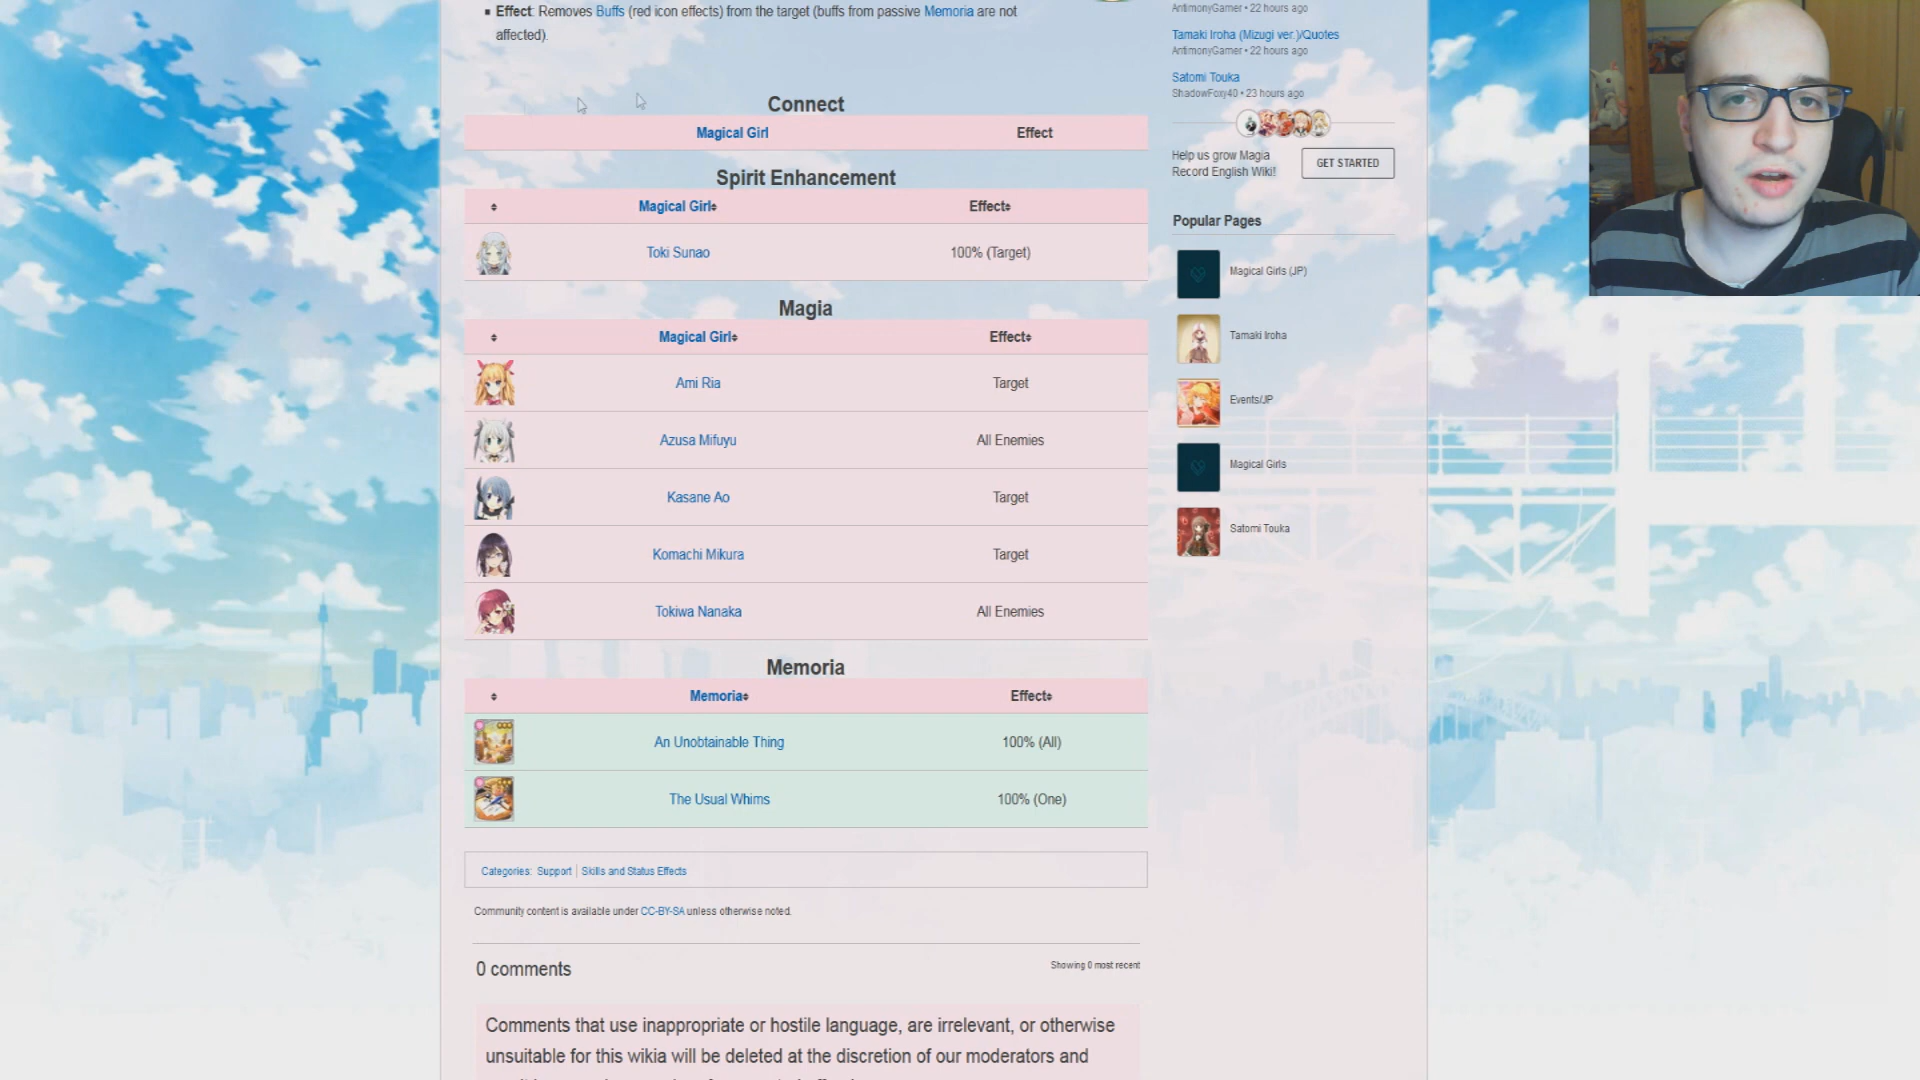 Effect: Removes Buffs (red icon effects) from the target (buffs from passive Memoria are not
affected).
Connect
Magical Girl Effect
Spirit Enhancement
Magical Girl Effect
Toki Sunao 100% (Target)
Magia
Magical Girl Effect
Ami Ria Target
Azusa Mifuyu All Enemies
Kasane Ao Target
Komachi Mikura Target
Tokiwa Nanaka All Enemies
Memoria
Memoria Effect
An Unobtainable Thing 100% (All)
The Usual Whims 100% (One)
Categories: Support Skills and Status Effects
Community content is available under CC-BY-SA unless otherwise noted.
0 comments
Showing 0 most recent
Comments that use inappropriate or hostile language, are irrelevant, or otherwise
unsuitable for this wikia will be deleted at the discretion of our moderators and
AntimonyGamer • 22 hours ago
Tamaki Iroha (Mizugi ver.)/Quotes
AntimonyGamer • 22 hours ago
Satomi Touka
ShadowFoxy40 • 23 hours ago
Help us grow Magia
Record English Wiki!
GET STARTED
Popular Pages
Magical Girls (JP)
Tamaki Iroha
Events/JP
Magical Girls
Satomi Touka